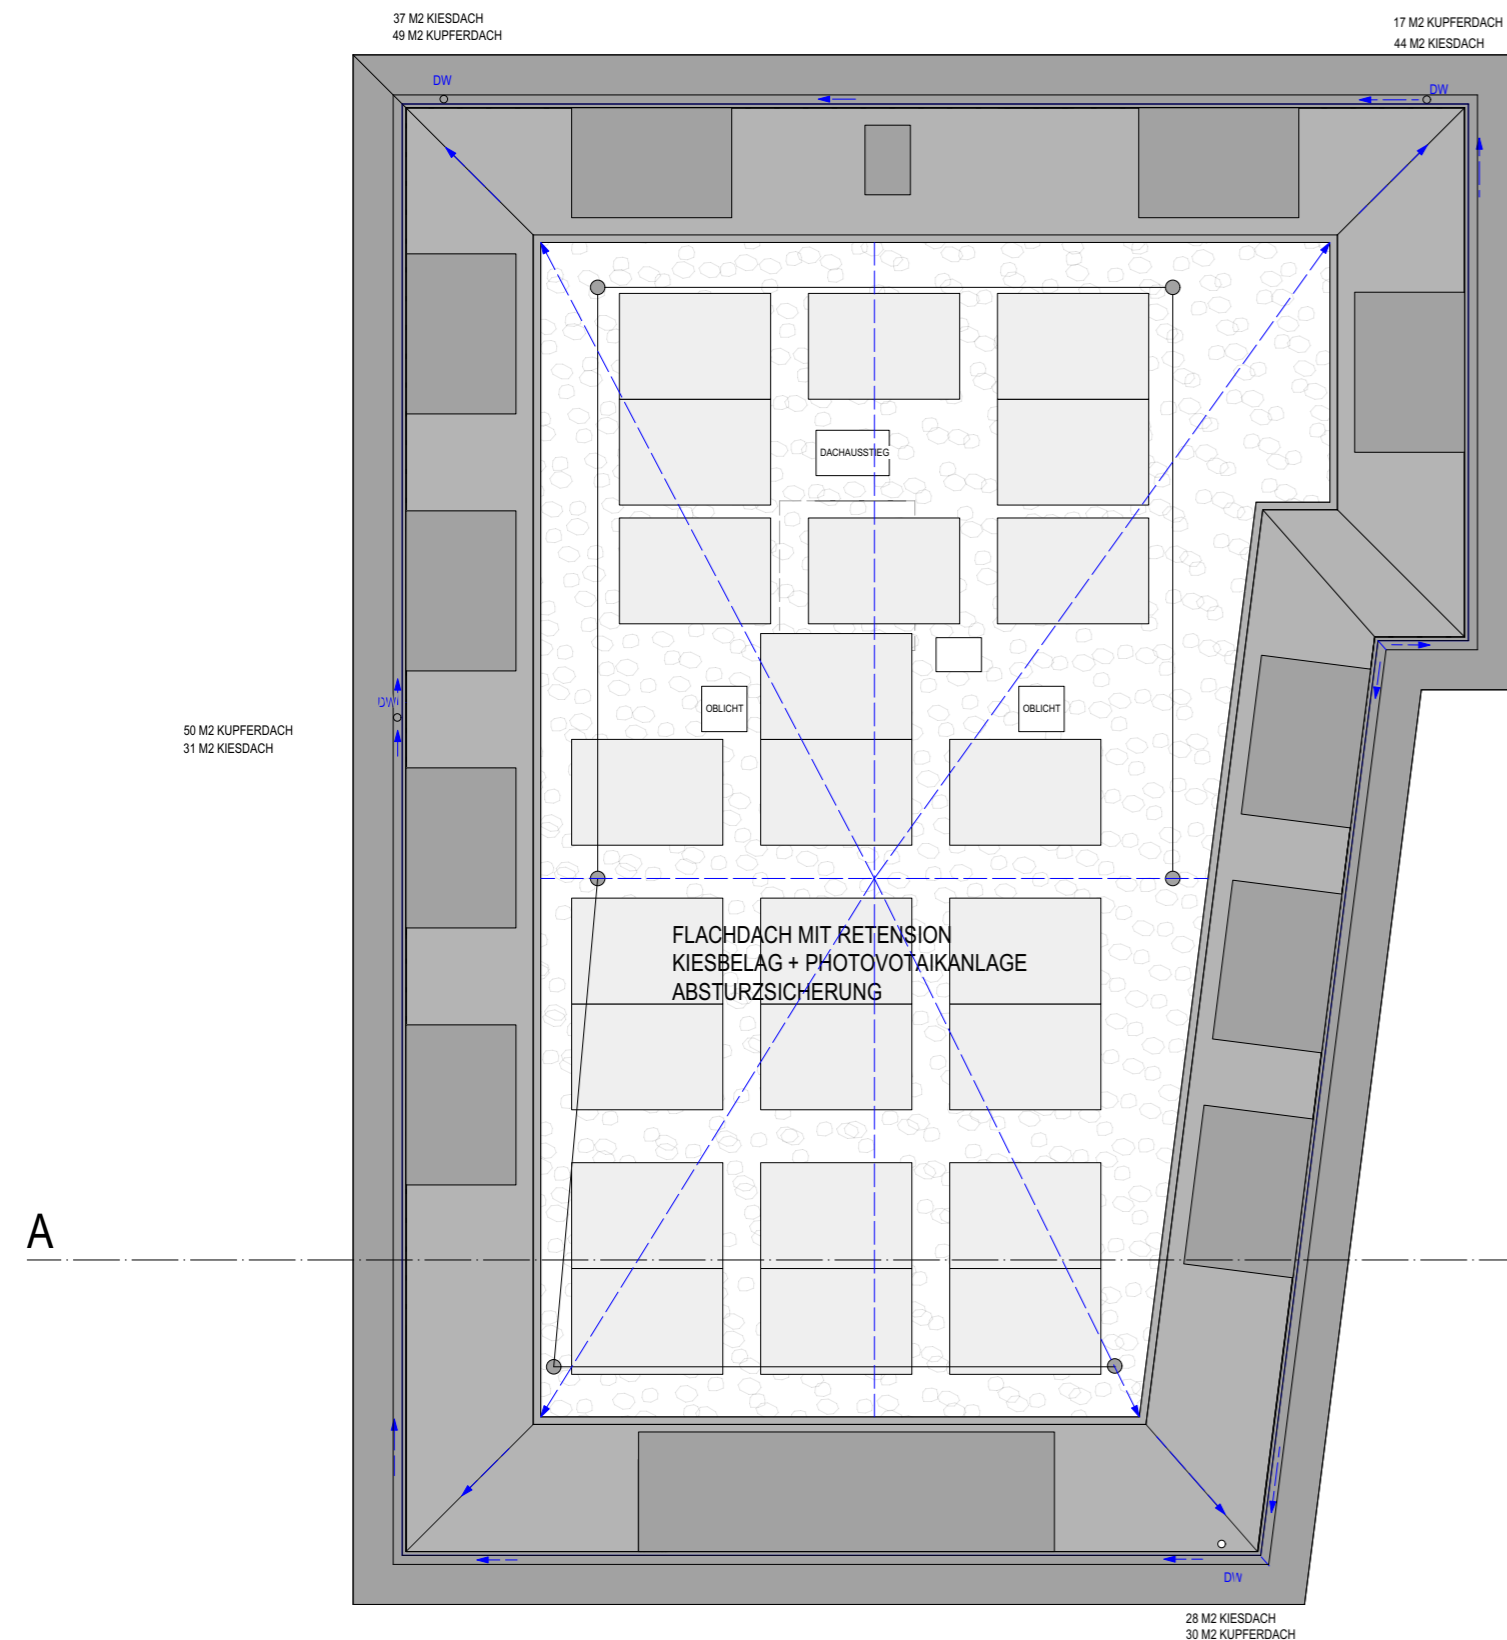 37 M2 KIESDACH
49 M2 KUPFERDACH
17 M2 KUPFERDACH
44 M2 KIESDACH
DW
DW
DACHAUSSTIEG
OBLICHT
OBLICHT
DW
50 M2 KUPFERDACH
31 M2 KIESDACH
FLACHDACH MIT RETENSION
KIESBELAG + PHOTOVOTAIKANLAGE
ABSTURZSICHERUNG
A
DW
28 M2 KIESDACH
30 M2 KUPFERDACH